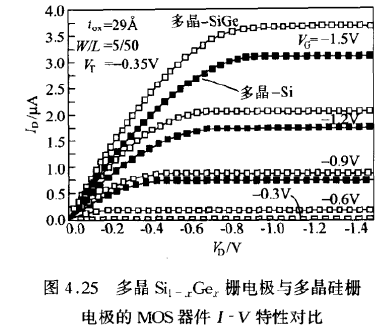 4.0
3.5
3.0
2.5
2.0
1.5
1.0
0.5
0.0
I_D/μA
t_ox=29Å
W/L=5/50
V_T=-0.35V
多晶-SiGe
多晶-Si
V_G=-1.5V
-1.2V
-0.9V
-0.3V
-0.6V
0.0 -0.2 -0.4 -0.6 -0.8 -1.0 -1.2 -1.4
V_D/V
图 4.25 多晶 Si₁₋ₓGeₓ 栅电极与多晶硅栅
电极的 MOS 器件 I-V 特性对比